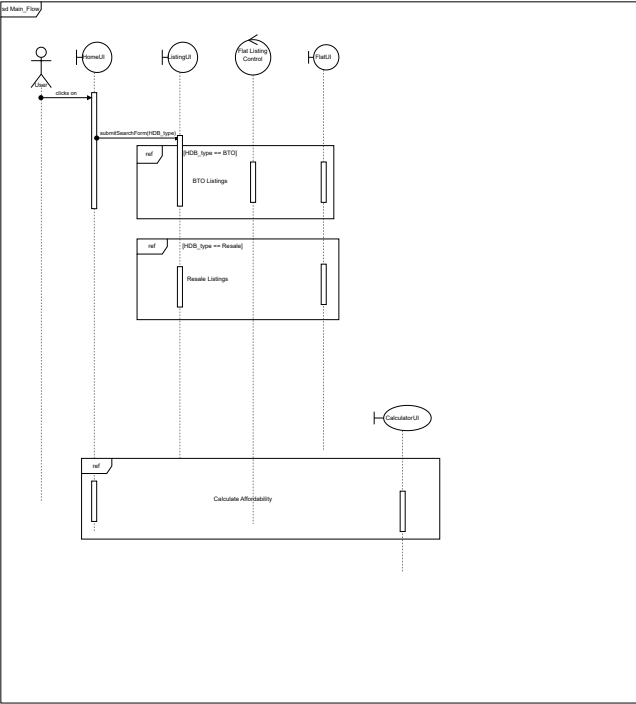 sd Main_Flow
HomeUI
ListingUI
Flat Listing
Control
FlatUI
User
clicks on
submitSearchForm(HDB_type)
ref
[HDB_type == BTO]
BTO Listings
ref
[HDB_type == Resale]
Resale Listings
CalculatorUI
ref
Calculate Affordability